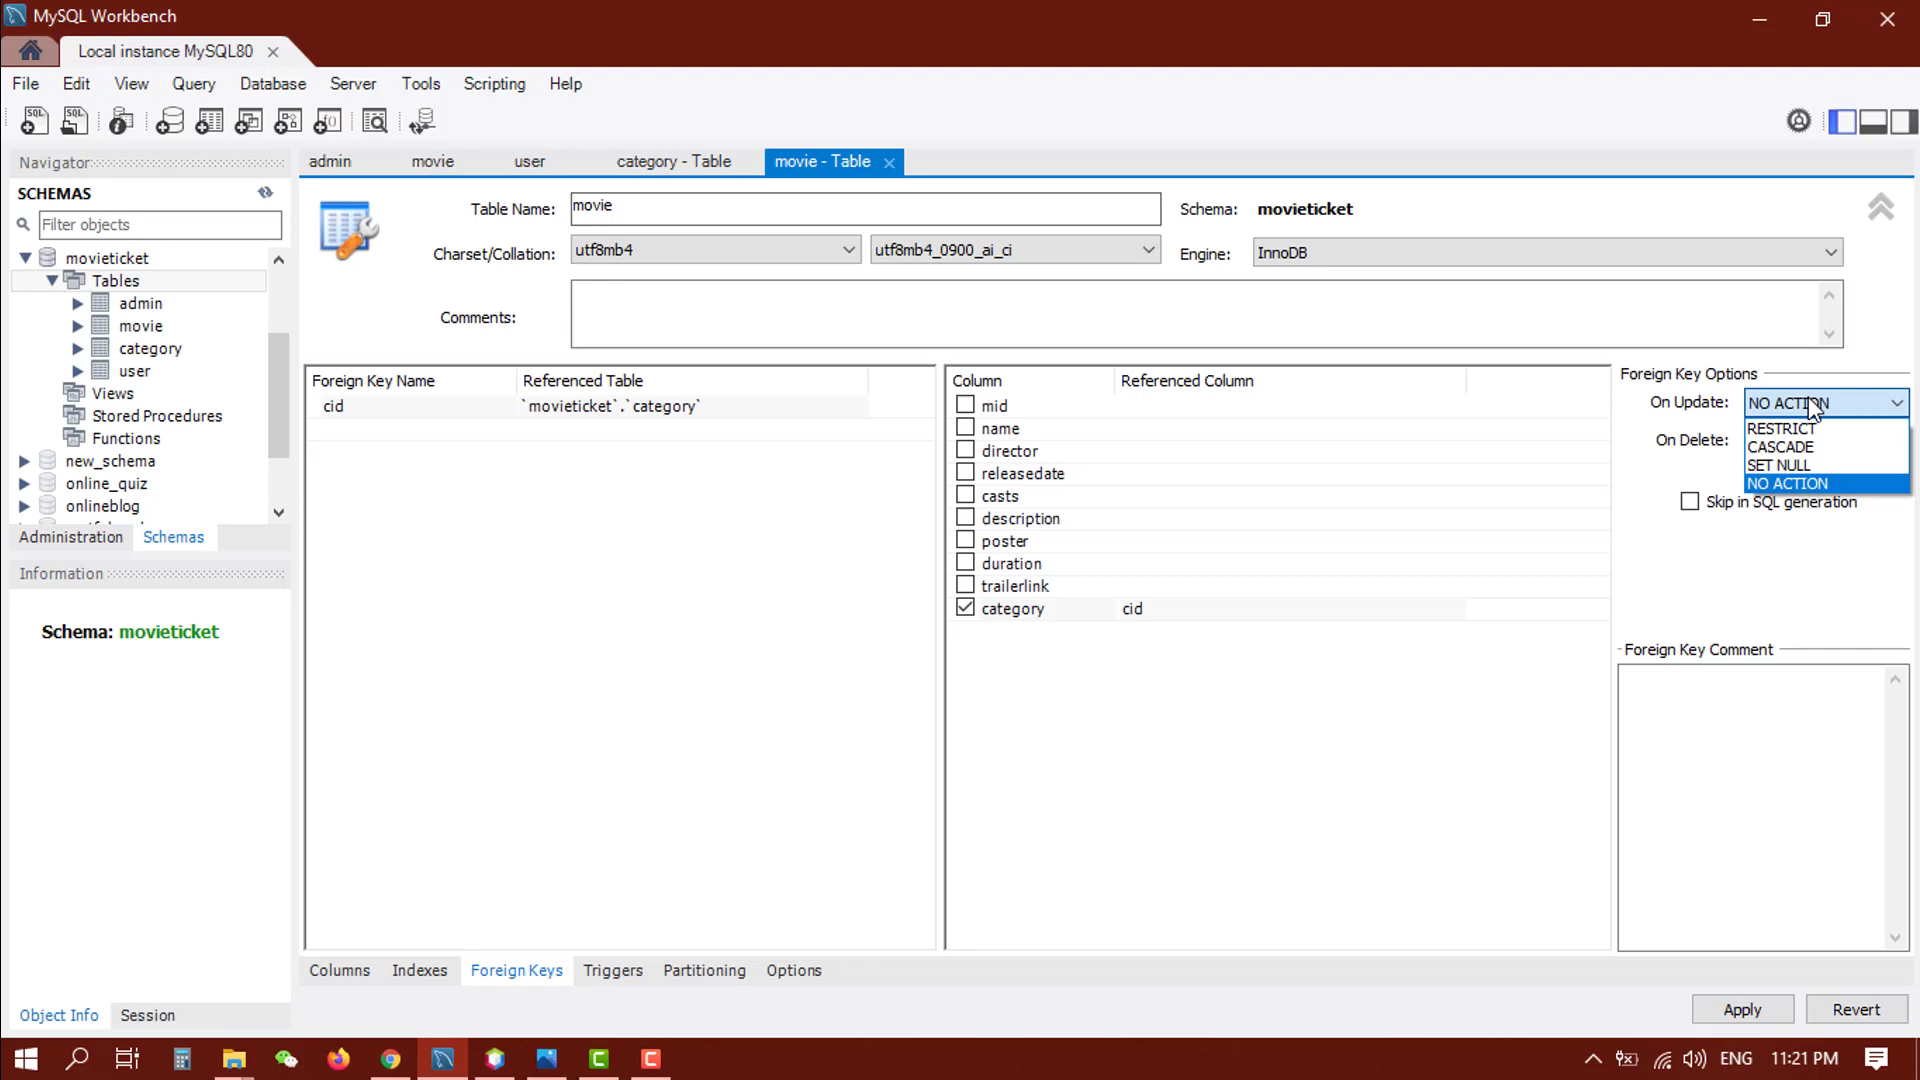 MySQL Workbench
Local instance MySQL80
File Edit View Query Database Server Tools Scripting Help
Navigator
SCHEMAS
Filter objects
movieticket
Tables
admin
movie
category
user
Views
Stored Procedures
Functions
new_schema
online_quiz
onlineblog
Administration Schemas
Information
Schema: movieticket
Object Info Session
admin movie user category - Table movie - Table
Table Name: movie Schema: movieticket
Charset/Collation: utf8mb4 utf8mb4_0900_ai_ci Engine: InnoDB
Comments:
Foreign Key Name Referenced Table
cid `movieticket`.`category`
Column Referenced Column
mid
name
director
releasedate
casts
description
poster
duration
trailerlink
category cid
Foreign Key Options
On Update: NO ACTION
RESTRICT
CASCADE
SET NULL
NO ACTION
On Delete:
Skip in SQL generation
Foreign Key Comment
Columns Indexes Foreign Keys Triggers Partitioning Options
Apply Revert
ENG 11:21 PM